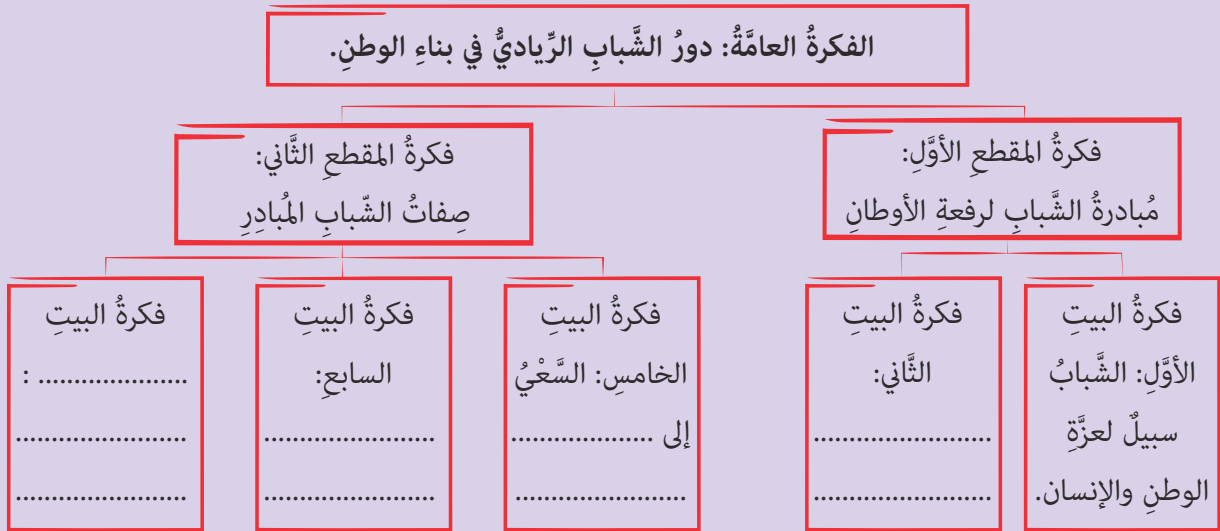 الفكرةُ العامَّةُ: دورُ الشَّبابِ الرِّياديُّ في بناءِ الوطنِ.
فكرةُ المقطعِ الأوَّلِ:
مُبادرةُ الشَّبابِ لرفعةِ الأوطانِ
فكرةُ المقطعِ الثَّاني:
صِفاتُ الشّبابِ المُبادِرِ
فكرةُ البيتِ
الأوَّلِ: الشَّبابُ
سبيلٌ لعزَّةِ
الوطنِ والإنسان.
فكرةُ البيتِ
الثَّاني:
.........................
.........................
فكرةُ البيتِ
الخامسِ: السَّعْيُ
إلى ....................
........................
فكرةُ البيتِ
السابعِ:
........................
........................
فكرةُ البيتِ
..................... :
........................
........................